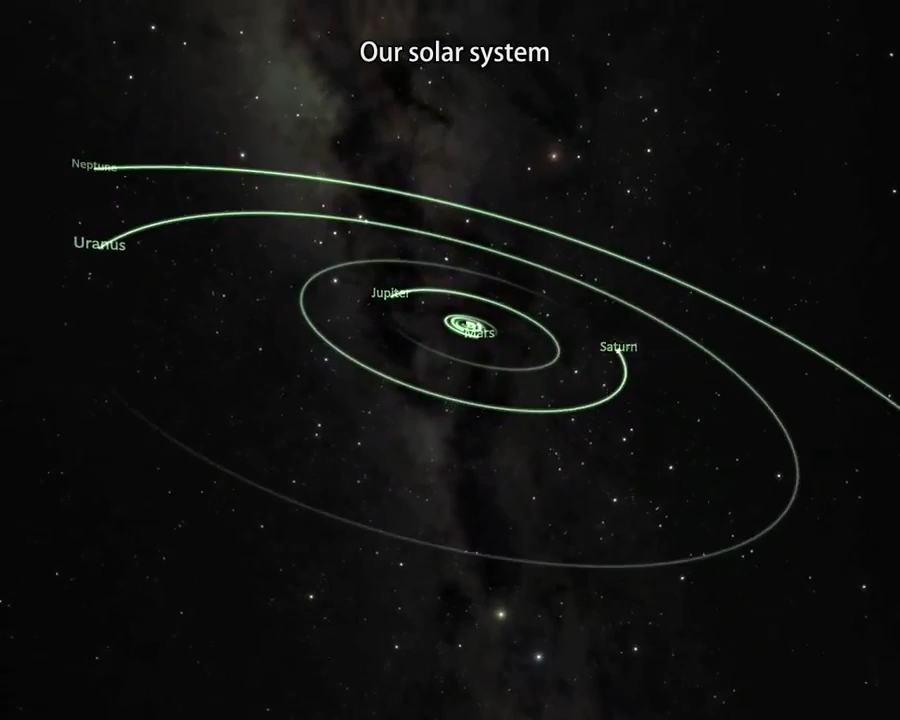 Our solar system
Neptune
Uranus
Jupiter
Mars
Saturn